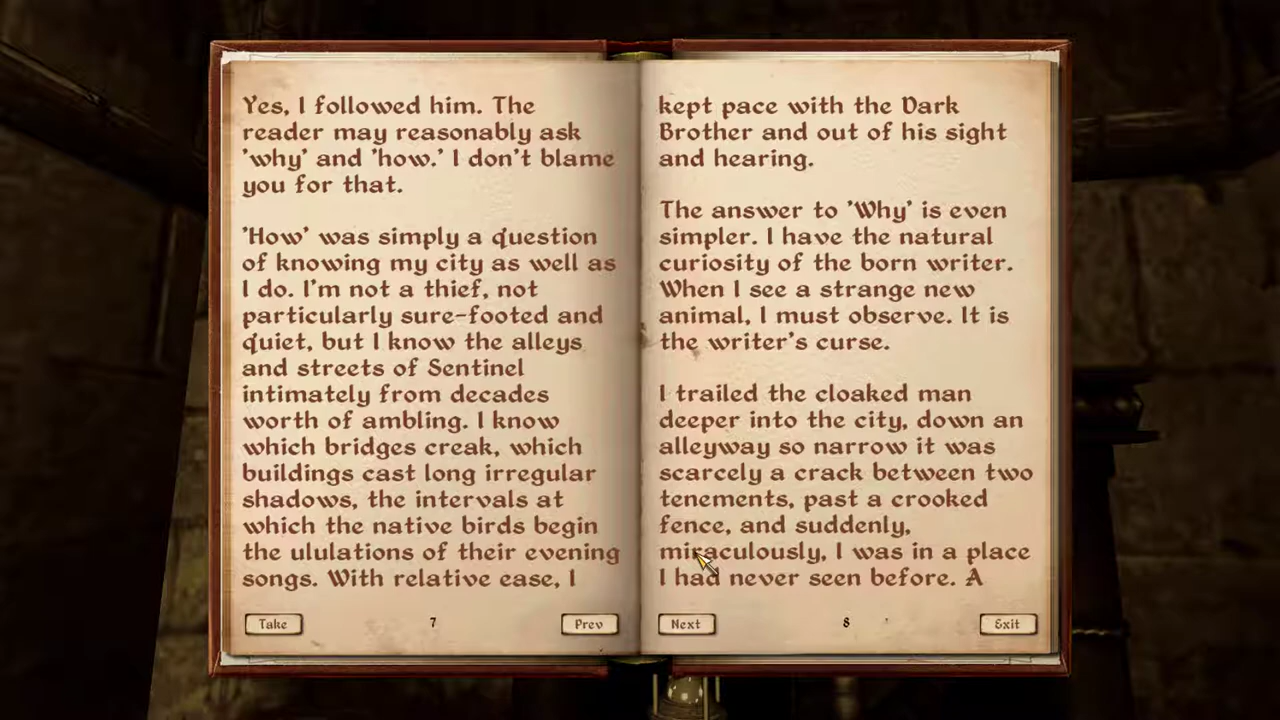 Yes, I followed him. The
reader may reasonably ask
'why' and 'how.' I don't blame
you for that.
'How' was simply a question
of knowing my city as well as
I do. I'm not a thief, not
particularly sure-footed and
quiet, but I know the alleys
and streets of Sentinel
intimately from decades
worth of ambling. I know
which bridges creak, which
buildings cast long irregular
shadows, the intervals at
which the native birds begin
the ululations of their evening
songs. With relative ease, I
Take
7
Prev
kept pace with the Dark
Brother and out of his sight
and hearing.
The answer to 'Why' is even
simpler. I have the natural
curiosity of the born writer.
When I see a strange new
animal, I must observe. It is
the writer's curse.
I trailed the cloaked man
deeper into the city, down an
alleyway so narrow it was
scarcely a crack between two
tenements, past a crooked
fence, and suddenly,
miraculously, I was in a place
I had never seen before. A
Next
8
Exit